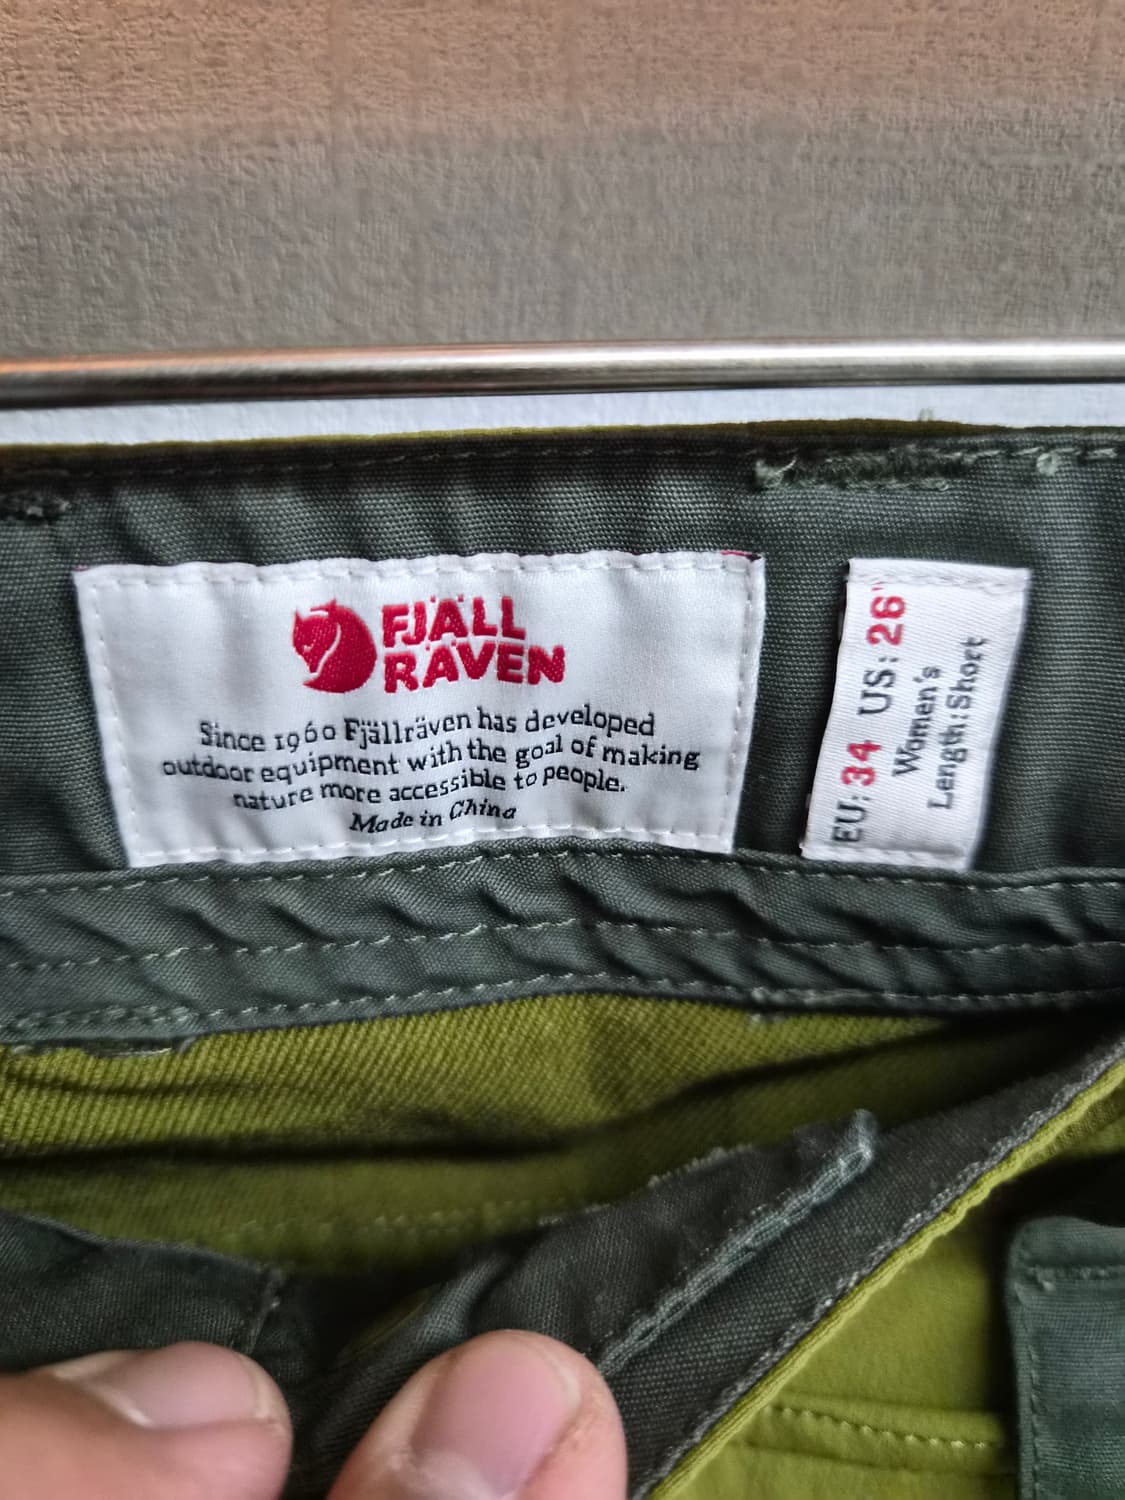 FJÄLL
RÄVEN
Since 1960 Fjällräven has developed
outdoor equipment with the goal of making
nature more accessible to people.
Made in China
EU: 34 US: 26"
Women's
Length: Short